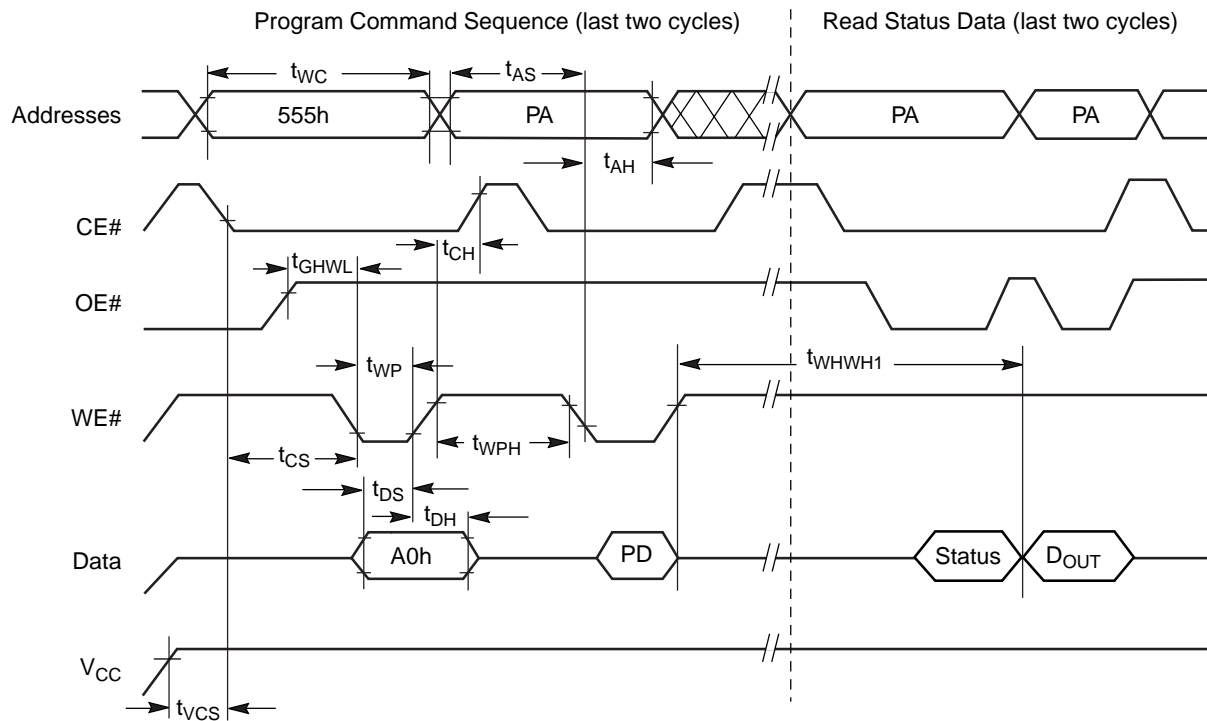 Program Command Sequence (last two cycles)
Read Status Data (last two cycles)
tWC
tAS
Addresses
555h
PA
PA
PA
tAH
CE#
tCH
tGHWL
OE#
tWP
tWHWH1
WE#
tCS
tWPH
tDS
tDH
Data
A0h
PD
Status
DOUT
VCC
tVCS